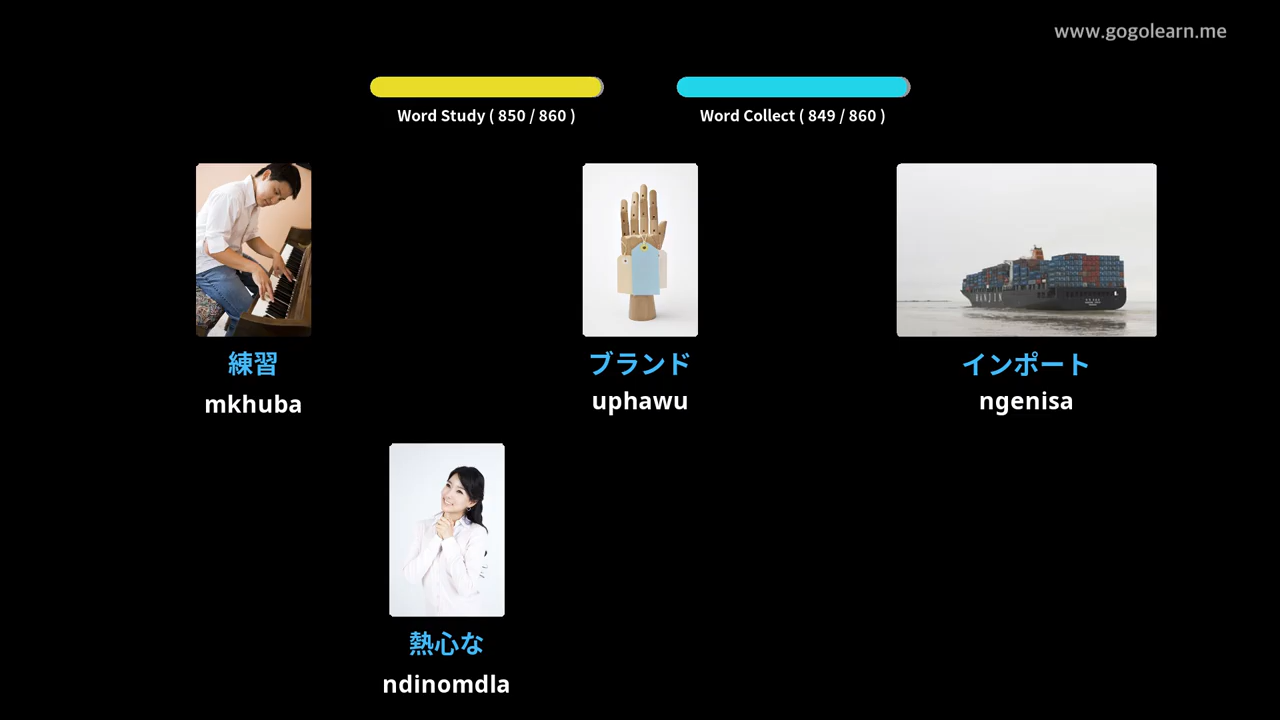 www.gogolearn.me
Word Study ( 850 / 860 )
Word Collect ( 849 / 860 )
練習
mkhuba
ブランド
uphawu
インポート
ngenisa
HANJIN
熱心な
ndinomdla